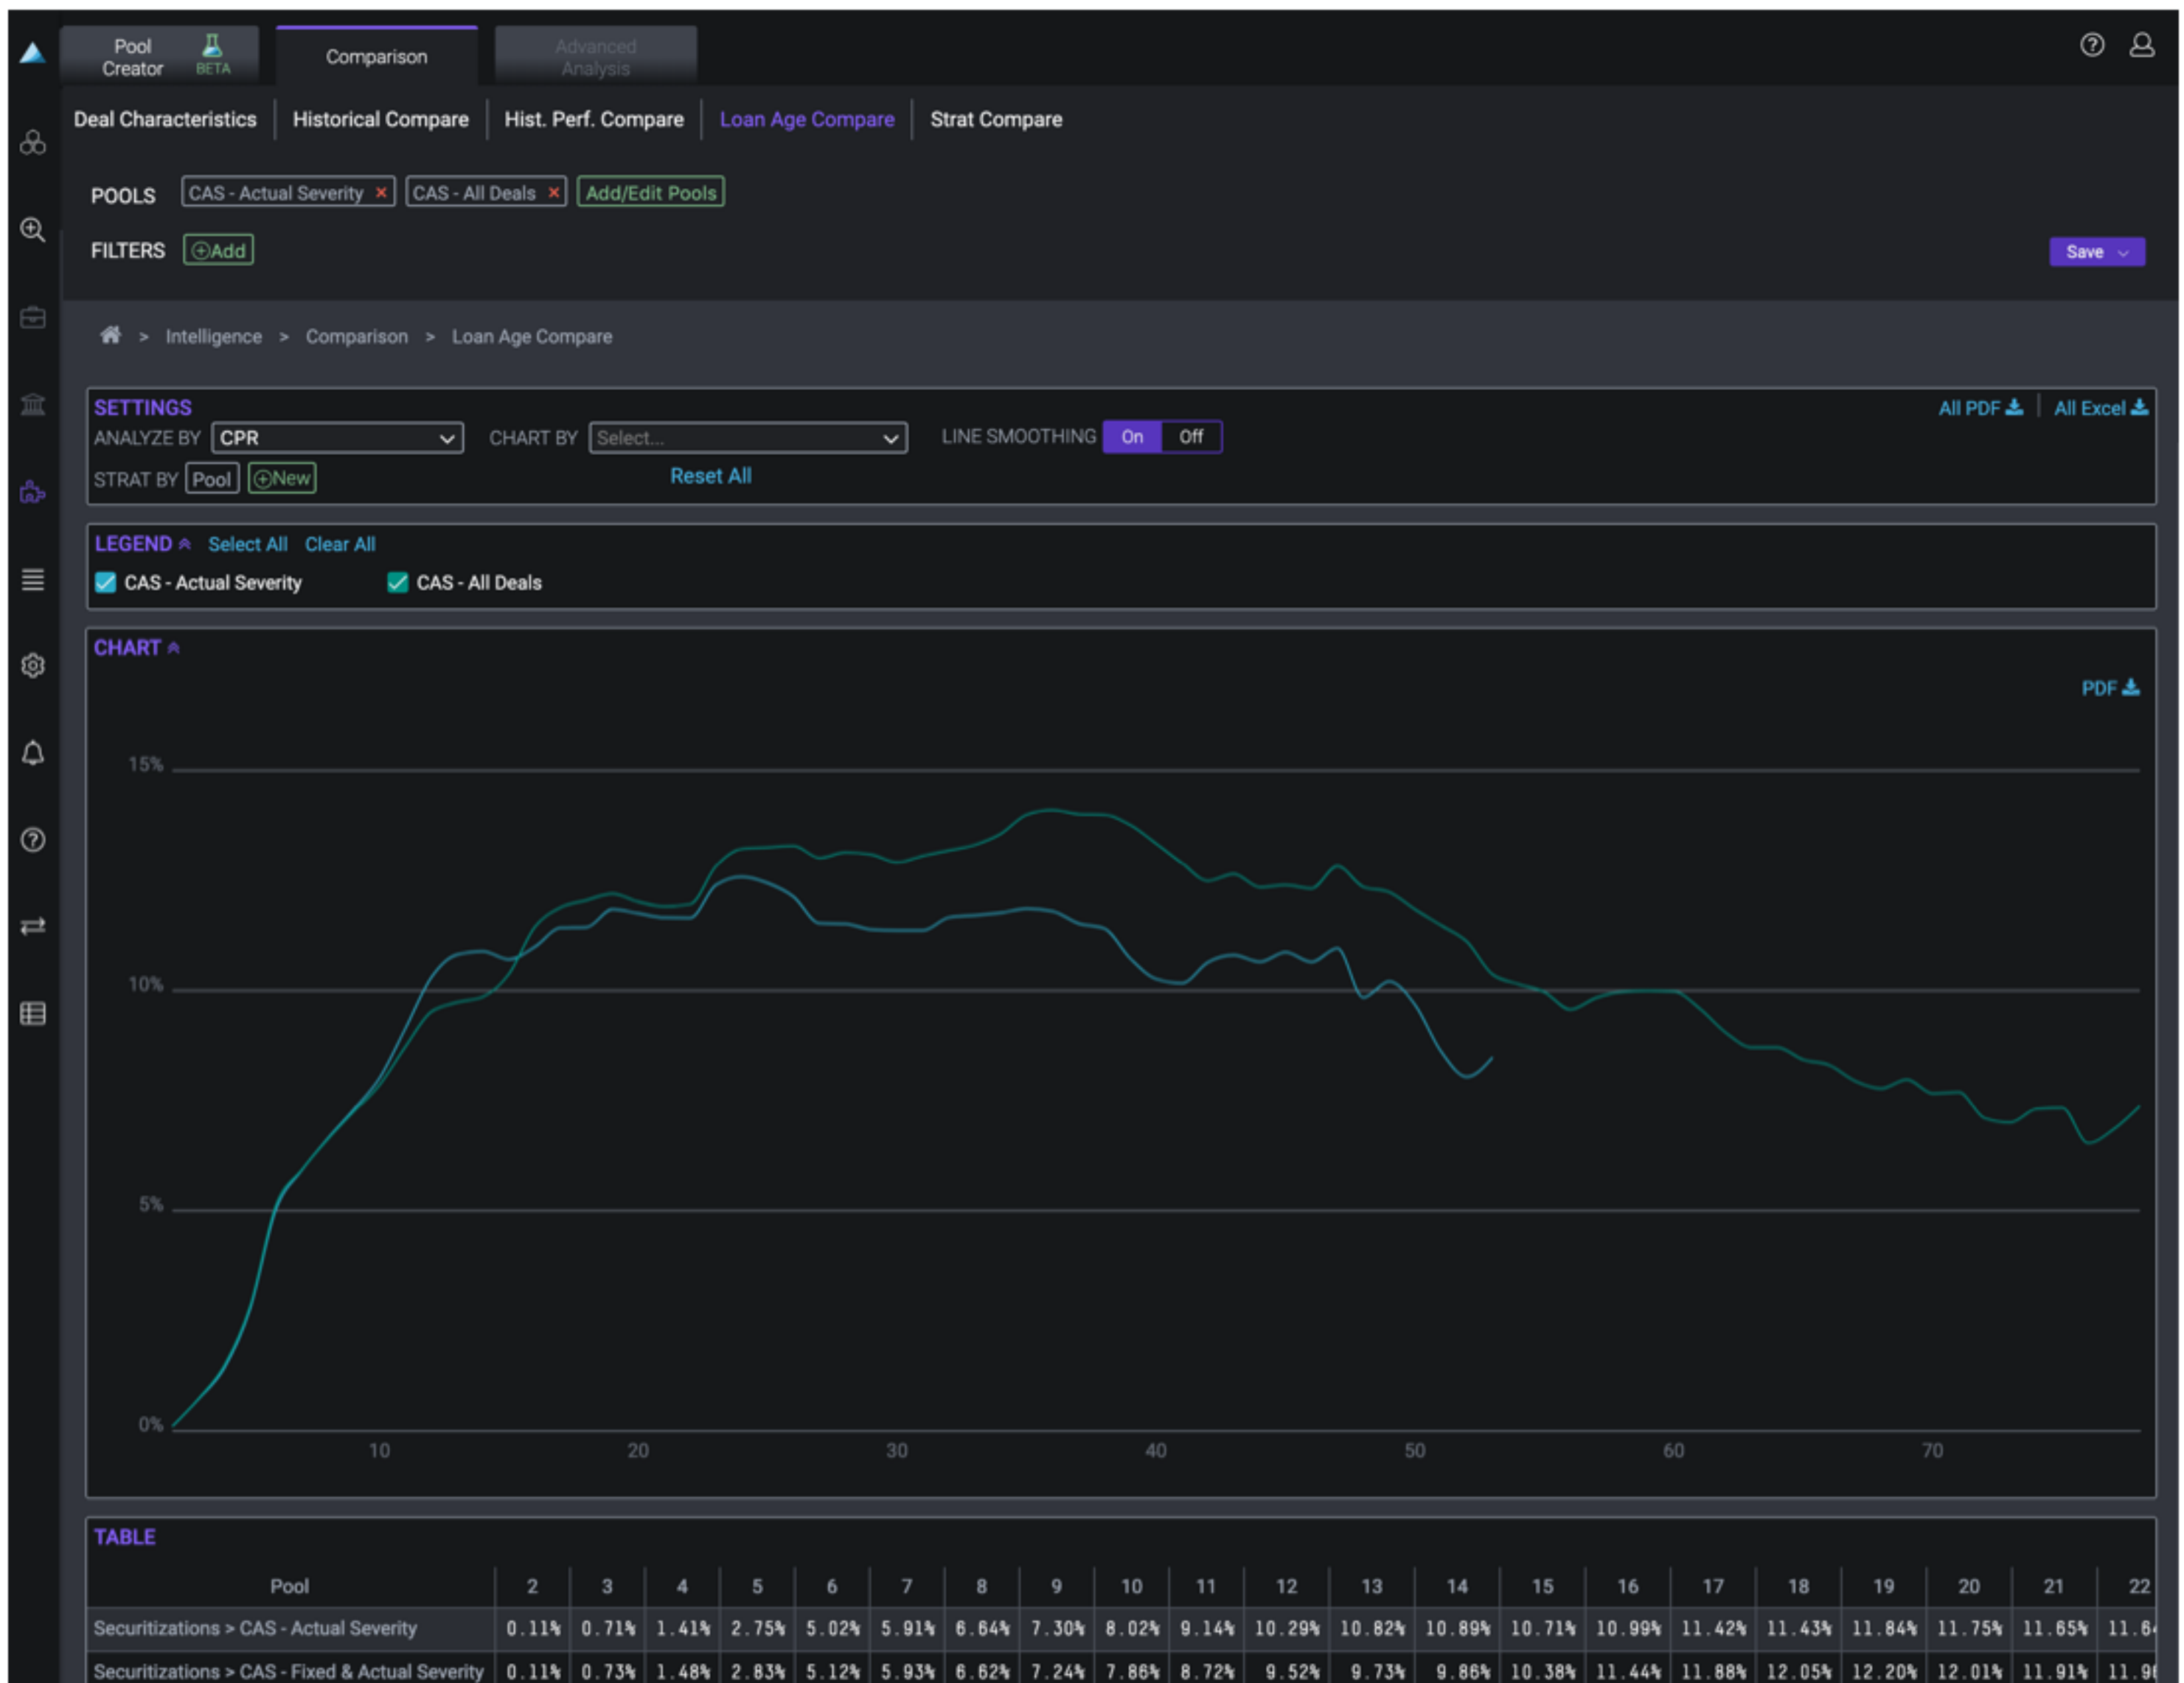 Pool Creator BETA Comparison Advanced Analysis
Deal Characteristics Historical Compare Hist. Perf. Compare Loan Age Compare Strat Compare
POOLS CAS - Actual Severity × CAS - All Deals × Add/Edit Pools
FILTERS Add
Save
> Intelligence > Comparison > Loan Age Compare
SETTINGS All PDF All Excel
ANALYZE BY CPR CHART BY Select... LINE SMOOTHING On Off
STRAT BY Pool New Reset All
LEGEND Select All Clear All
CAS - Actual Severity CAS - All Deals
CHART
PDF
15%
10%
5%
0%
10 20 30 40 50 60 70
TABLE
Pool 2 3 4 5 6 7 8 9 10 11 12 13 14 15 16 17 18 19 20 21 22
Securitizations > CAS - Actual Severity 0.11% 0.71% 1.41% 2.75% 5.02% 5.91% 6.64% 7.30% 8.02% 9.14% 10.29% 10.82% 10.89% 10.71% 10.99% 11.42% 11.43% 11.84% 11.75% 11.65%
Securitizations > CAS - Fixed & Actual Severity 0.11% 0.73% 1.48% 2.83% 5.12% 5.93% 6.62% 7.24% 7.86% 8.72% 9.52% 9.73% 9.86% 10.38% 11.44% 11.88% 12.05% 12.20% 12.01% 11.91%